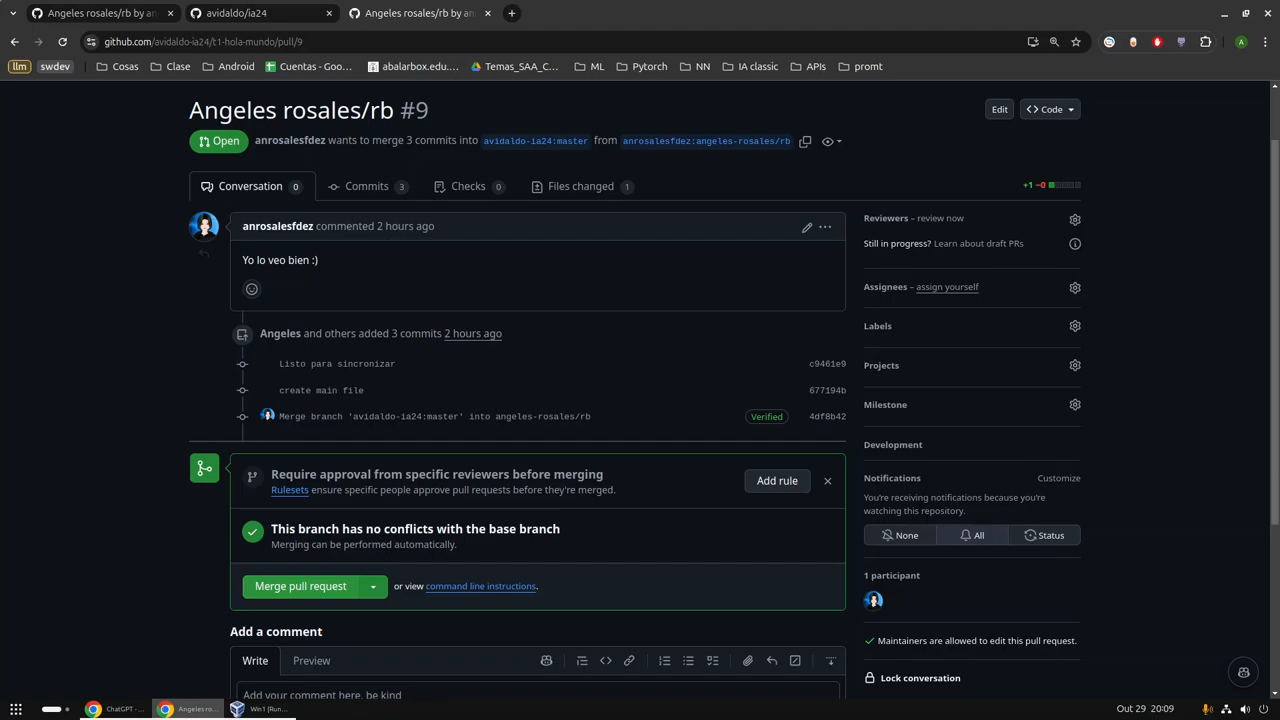 Angeles rosales/rb by an
avidaldo/ia24
Angeles rosales/rb by an
github.com/avidaldo-ia24/t1-hola-mundo/pull/9
A
llm
swdev
Cosas
Clase
Android
Cuentas - Goo...
abalarbox.edu....
Temas_SAA_C...
ML
Pytorch
NN
IA classic
APIs
promt
Angeles rosales/rb #9
Edit
Code
Open
anrosalesfdez wants to merge 3 commits into avidaldo-ia24:master from anrosalesfdez:angeles-rosales/rb
Conversation 0
Commits 3
Checks 0
Files changed 1
+1 −0
anrosalesfdez commented 2 hours ago
Yo lo veo bien :)
Angeles and others added 3 commits 2 hours ago
Listo para sincronizar c9461e9
create main file 677194b
Merge branch 'avidaldo-ia24:master' into angeles-rosales/rb Verified 4df8b42
Require approval from specific reviewers before merging
Rulesets ensure specific people approve pull requests before they're merged.
Add rule
This branch has no conflicts with the base branch
Merging can be performed automatically.
Merge pull request
or view command line instructions.
Add a comment
Write
Preview
Add your comment here, be kind
Reviewers – review now
Still in progress? Learn about draft PRs
Assignees – assign yourself
Labels
Projects
Milestone
Development
Notifications
Customize
You're receiving notifications because you're
watching this repository.
None
All
Status
1 participant
Maintainers are allowed to edit this pull request.
Lock conversation
ChatGPT - ...
Angeles ro...
Win1 [Run...
Out 29 20:09